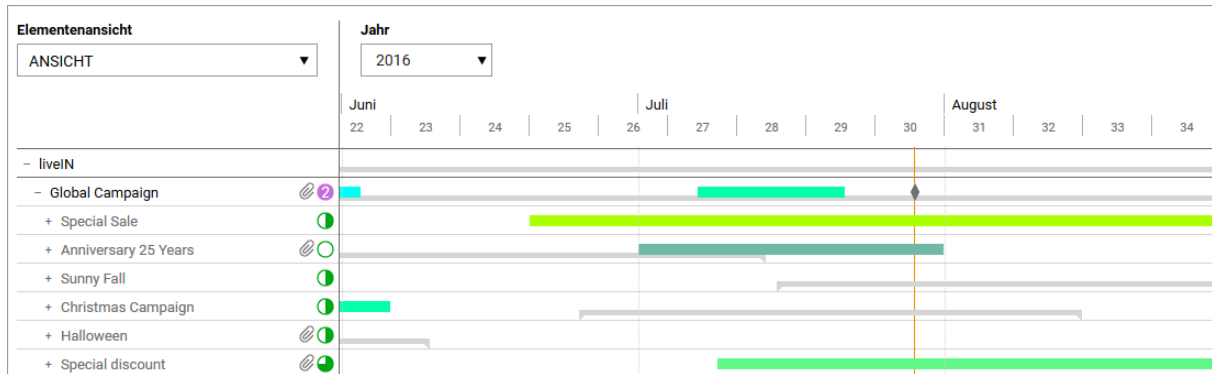 Elementenansicht
Jahr
ANSICHT
2016
Juni Juli August
22 23 24 25 26 27 28 29 30 31 32 33 34
− liveIN
− Global Campaign 2
+ Special Sale
+ Anniversary 25 Years
+ Sunny Fall
+ Christmas Campaign
+ Halloween
+ Special discount